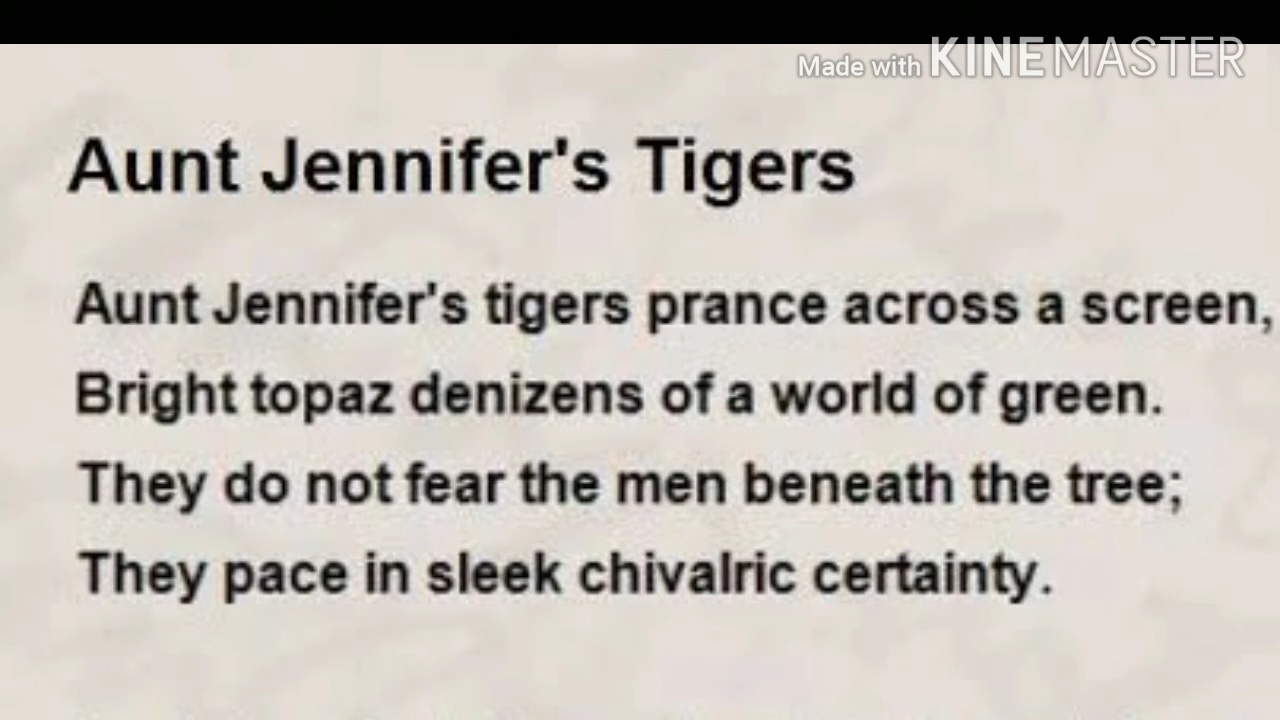 Made with KINEMASTER
Aunt Jennifer's Tigers
Aunt Jennifer's tigers prance across a screen,
Bright topaz denizens of a world of green.
They do not fear the men beneath the tree;
They pace in sleek chivalric certainty.